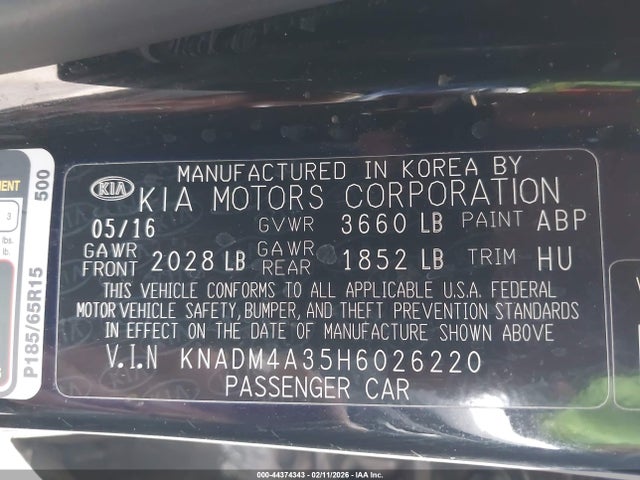 MANUFACTURED IN KOREA BY
KIA KIA MOTORS CORPORATION
05/16 GVWR 3660 LB PAINT ABP
GAWR FRONT 2028 LB GAWR REAR 1852 LB TRIM HU
THIS VEHICLE CONFORMS TO ALL APPLICABLE U.S.A. FEDERAL
MOTOR VEHICLE SAFETY, BUMPER, AND THEFT PREVENTION STANDARDS
IN EFFECT ON THE DATE OF MANUFACTURE SHOWN ABOVE
V.I.N KNADM4A35H6026220
PASSENGER CAR
P185/65R15
500
3
lbs.
000-44374343 - 02/11/2026 - IAA Inc.